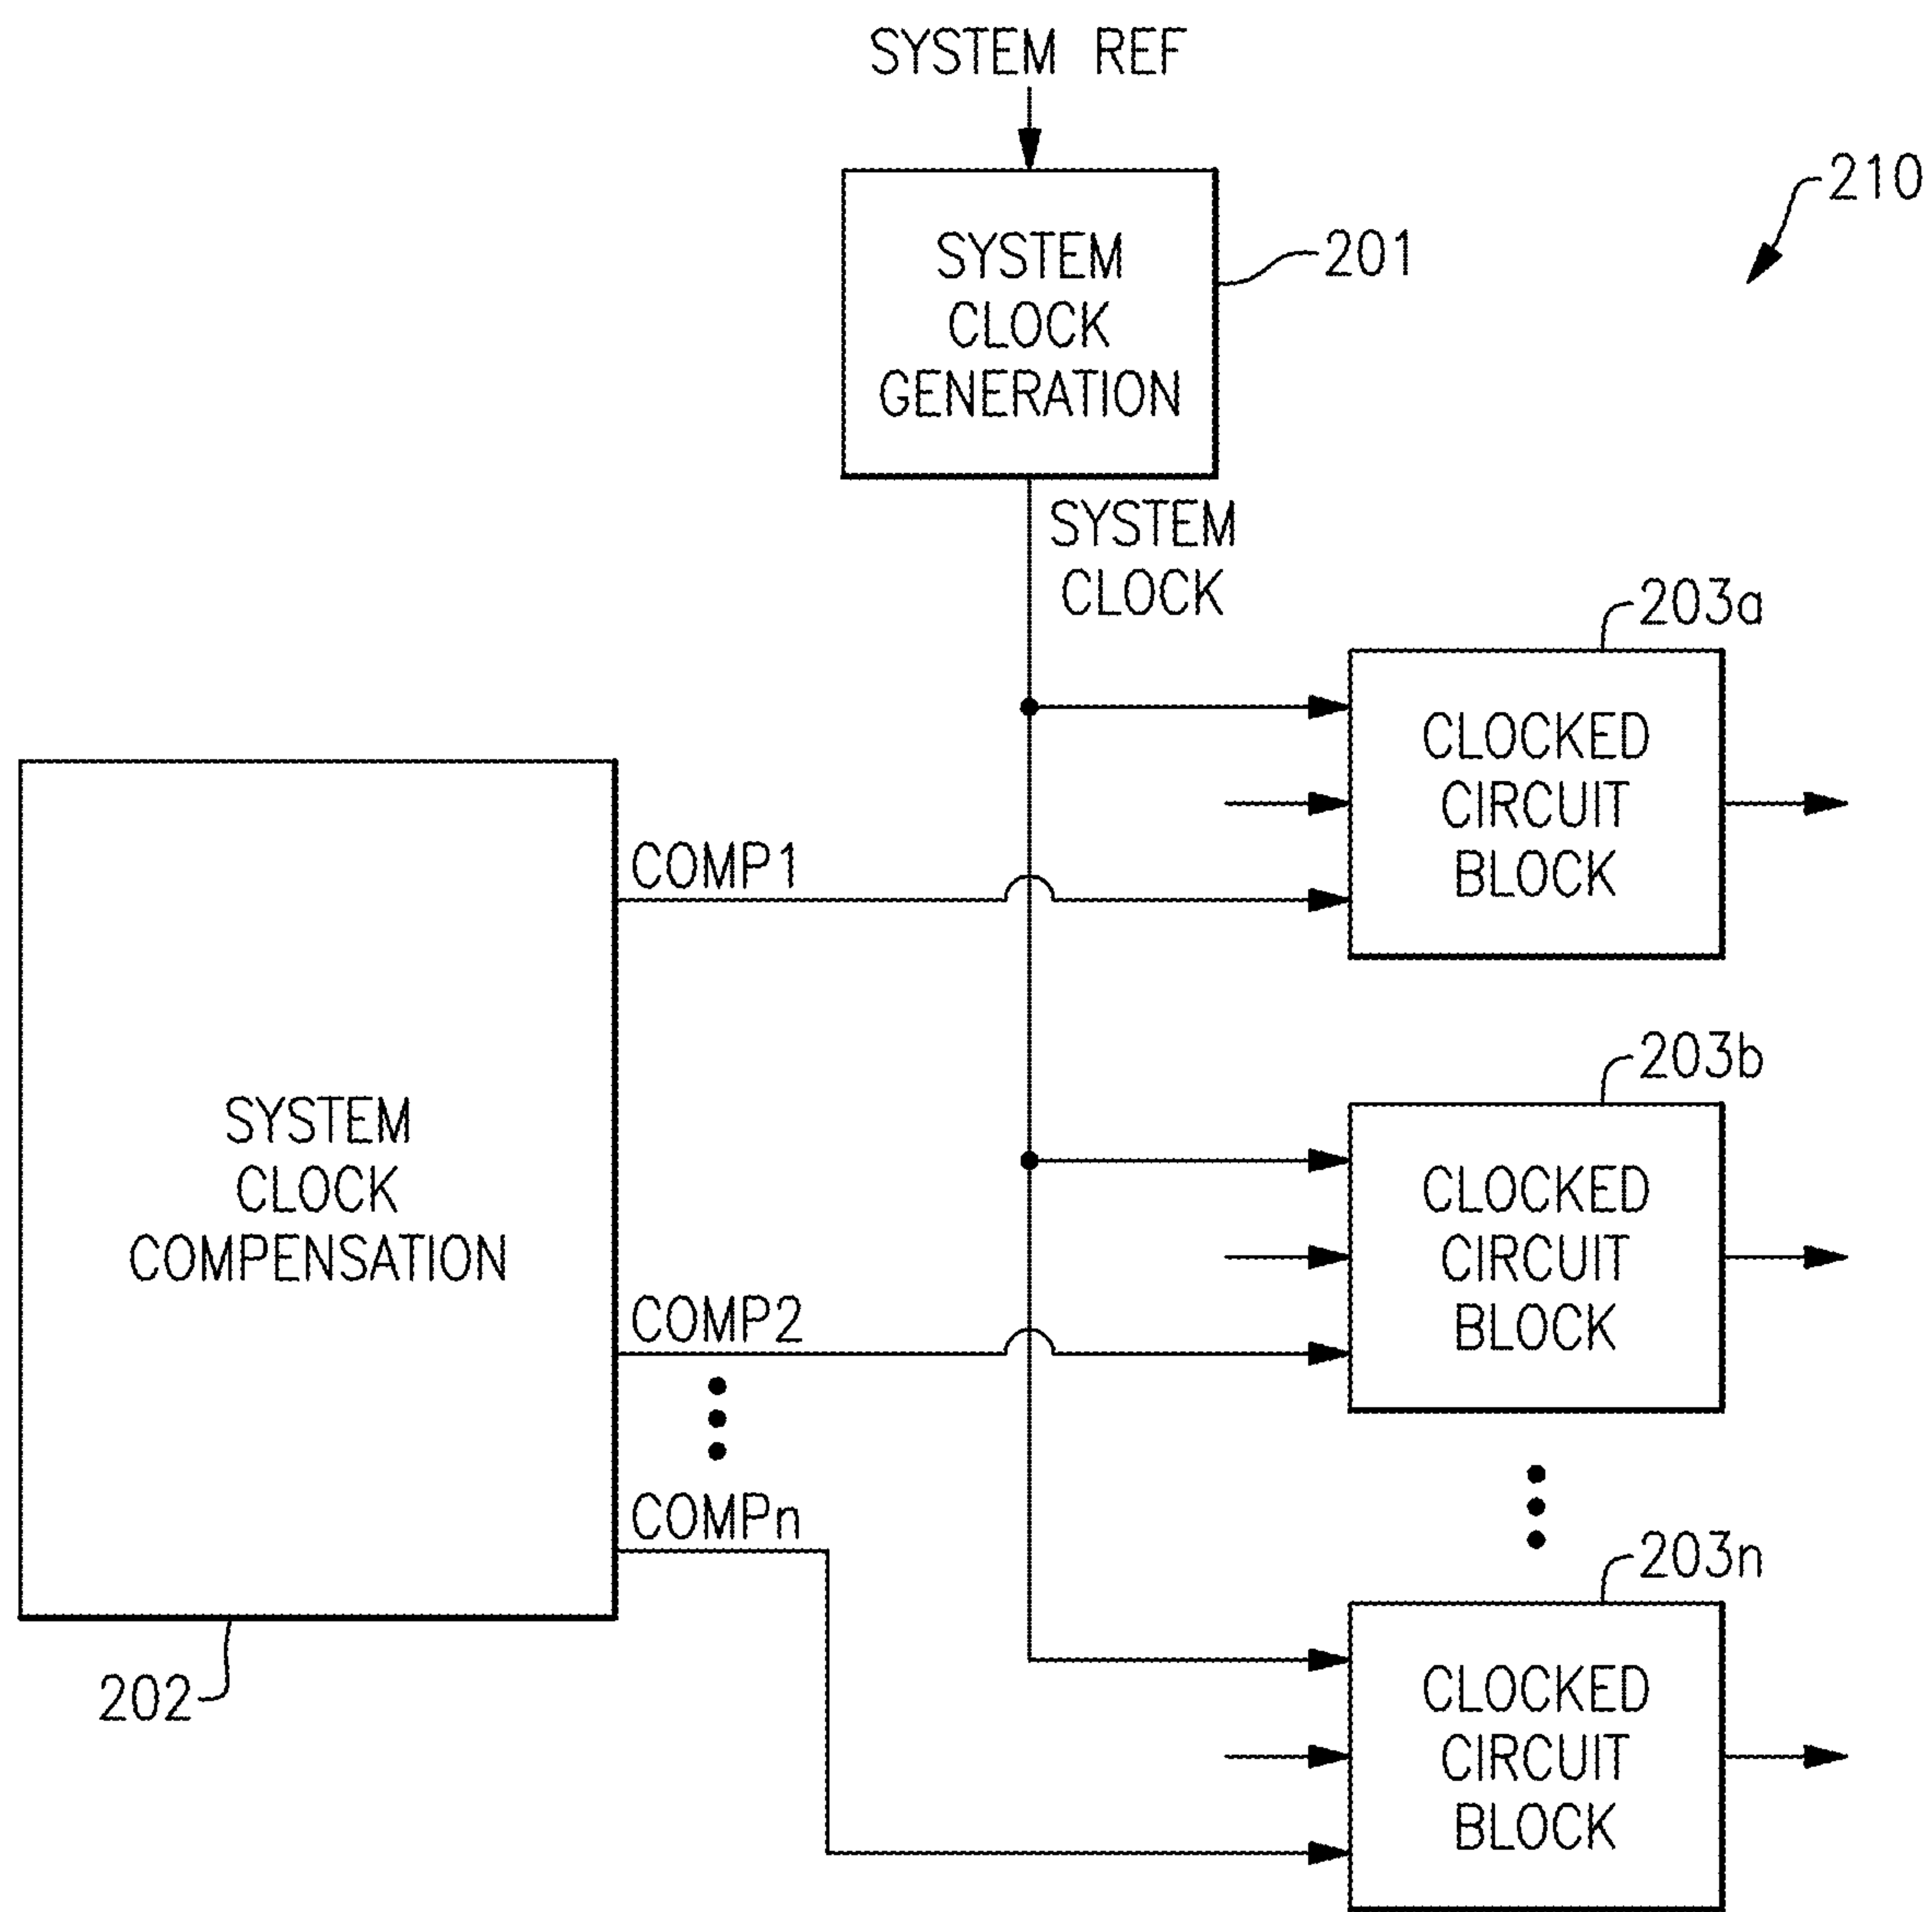 SYSTEM REF
210
SYSTEM
CLOCK
GENERATION
201
SYSTEM
CLOCK
203a
CLOCKED
CIRCUIT
BLOCK
COMP1
SYSTEM
CLOCK
COMPENSATION
203b
CLOCKED
CIRCUIT
BLOCK
COMP2
COMPn
203n
CLOCKED
CIRCUIT
BLOCK
202